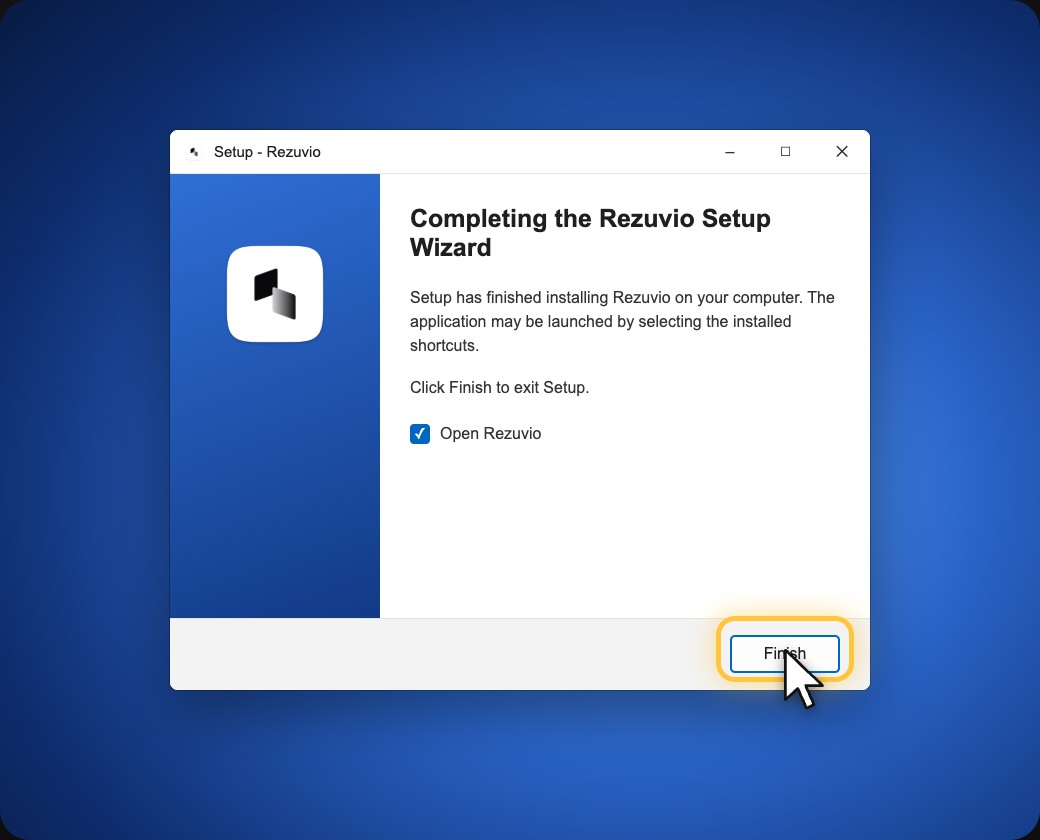 Setup - Rezuvio
Completing the Rezuvio Setup
Wizard
Setup has finished installing Rezuvio on your computer. The
application may be launched by selecting the installed
shortcuts.
Click Finish to exit Setup.
Open Rezuvio
Finish